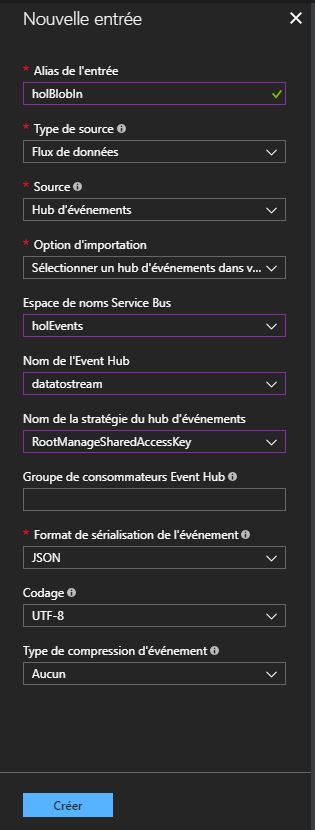 Nouvelle entrée
* Alias de l'entrée
holBlobIn
* Type de source
Flux de données
* Source
Hub d'événements
* Option d'importation
Sélectionner un hub d'événements dans v...
Espace de noms Service Bus
holEvents
Nom de l'Event Hub
datatostream
Nom de la stratégie du hub d'événements
RootManageSharedAccessKey
Groupe de consommateurs Event Hub
* Format de sérialisation de l'événement
JSON
Codage
UTF-8
Type de compression d'événement
Aucun
Créer